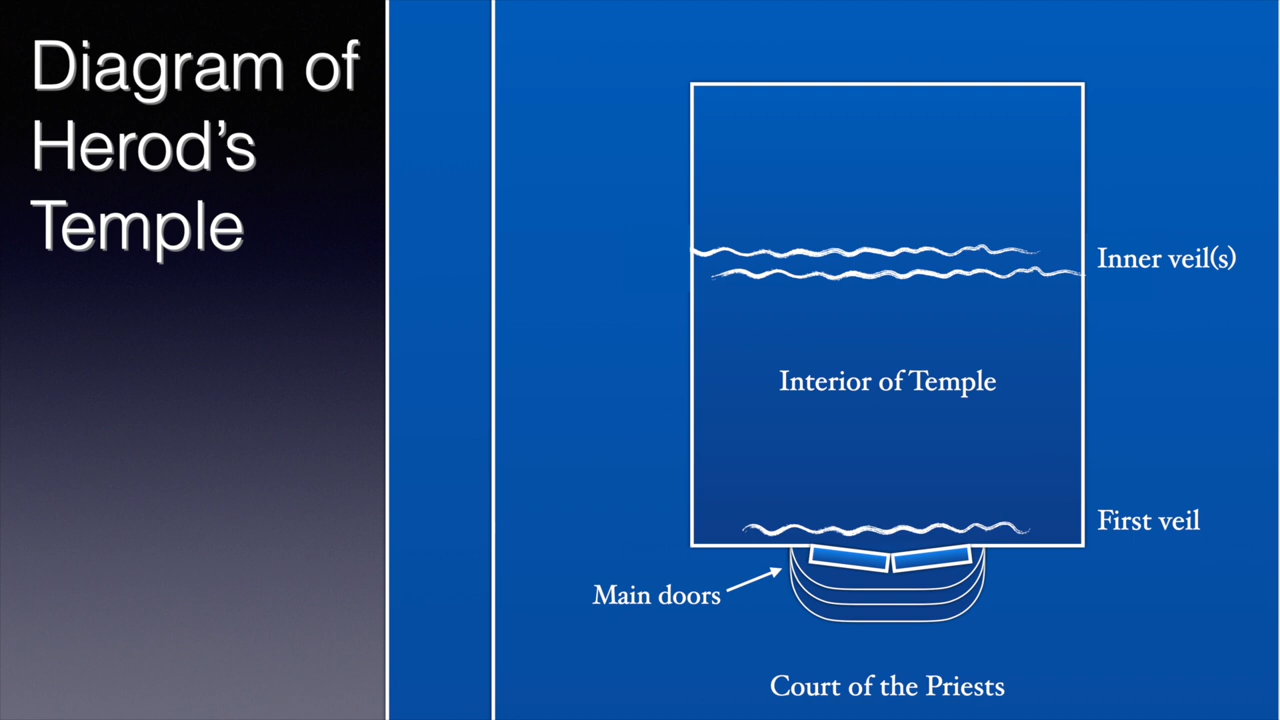 Diagram of
Herod’s
Temple
Inner veil(s)
Interior of Temple
First veil
Main doors
Court of the Priests